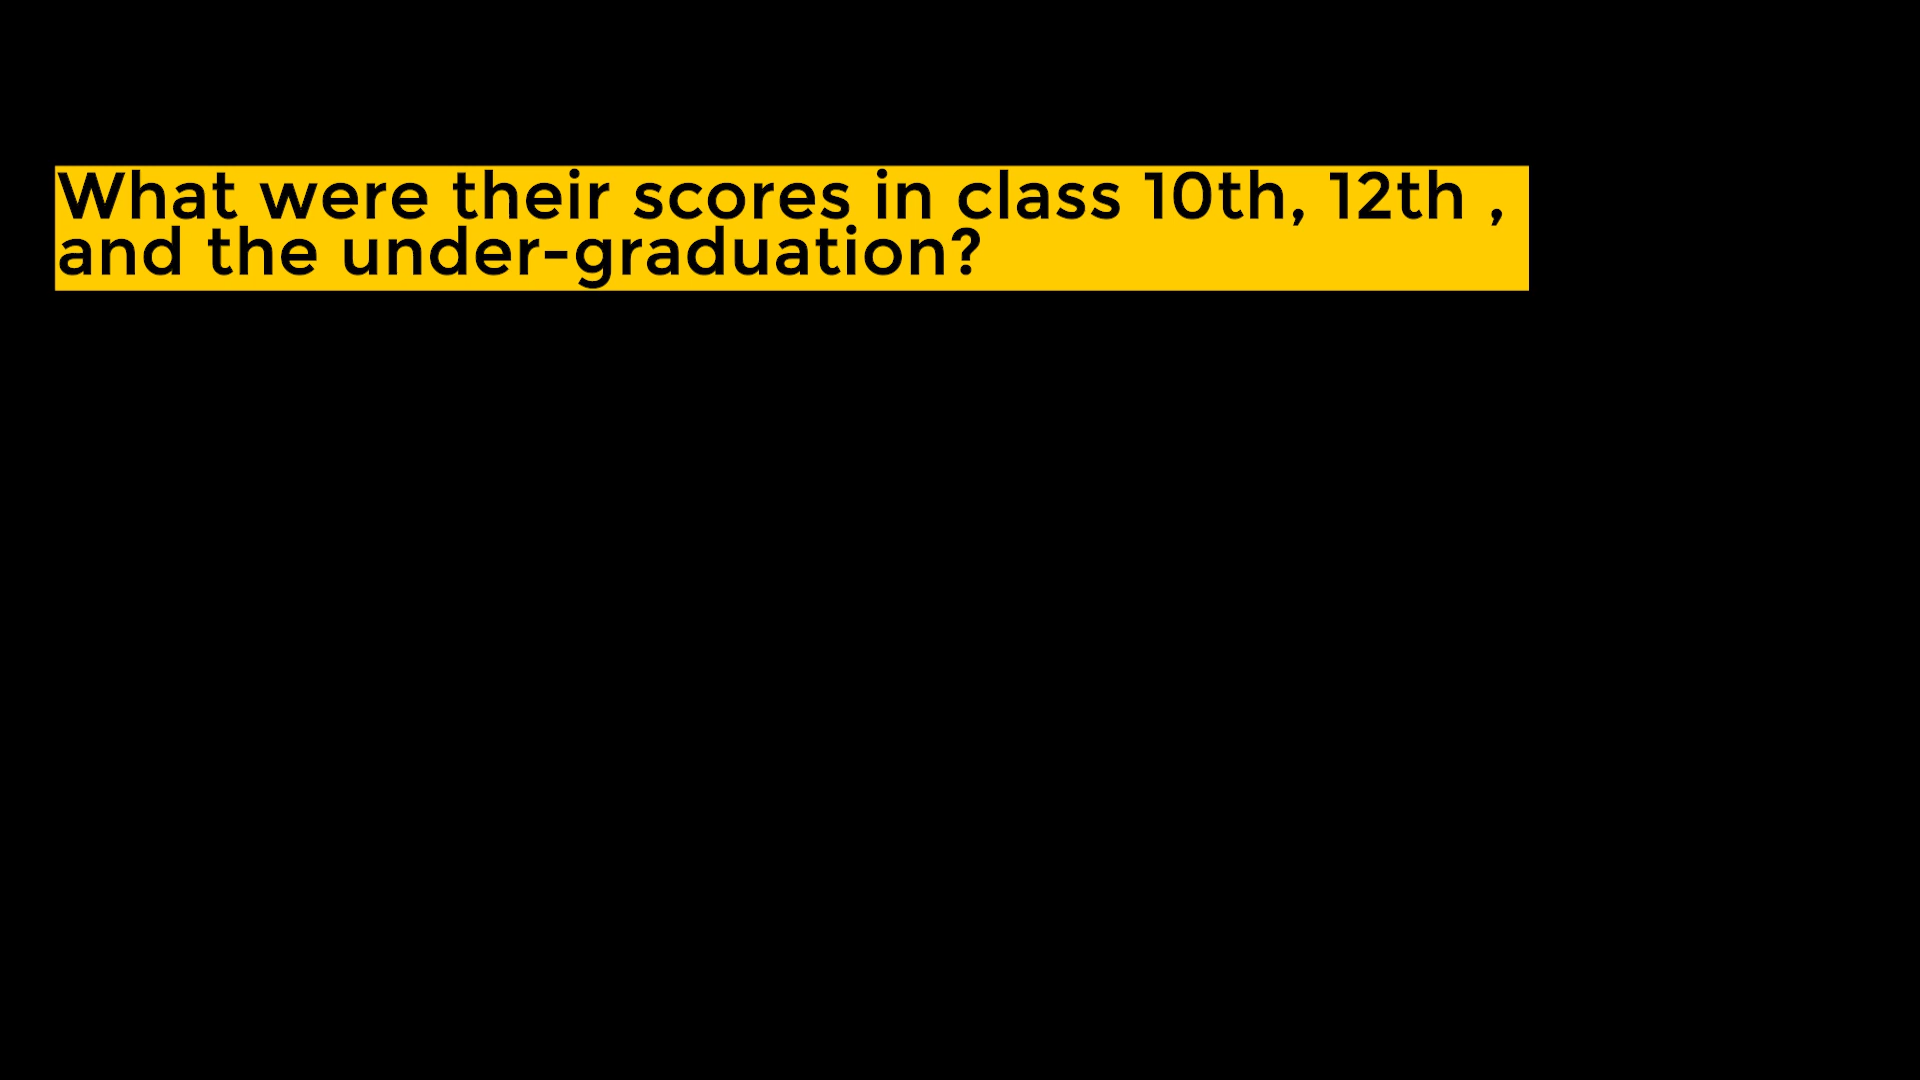 What were their scores in class 10th, 12th ,
and the under-graduation?